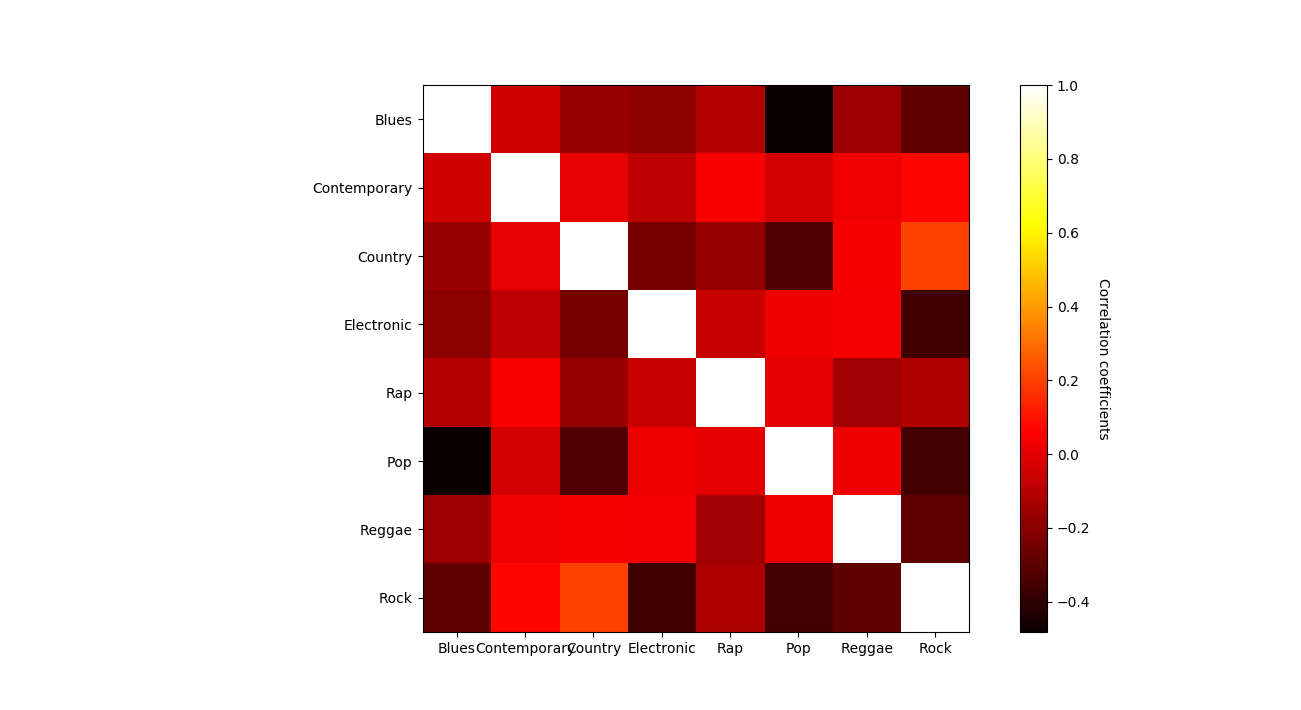 Blues
Contemporary
Country
Electronic
Rap
Pop
Reggae
Rock
Blues Contemporary Country Electronic Rap Pop Reggae Rock
1.0
0.8
0.6
0.4
0.2
0.0
−0.2
−0.4
Correlation coefficients